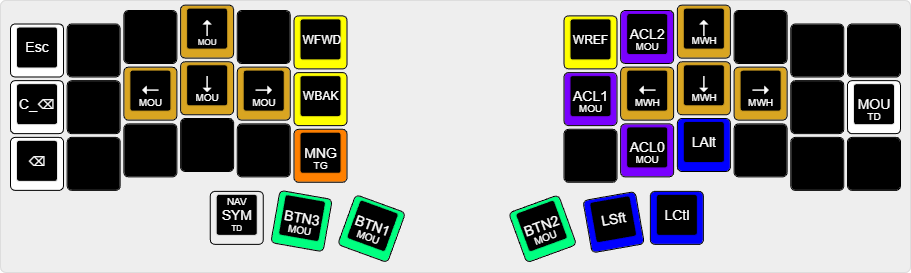 ↑
MOU
WFWD
Esc
C_⌫
←
MOU
↓
MOU
→
MOU
WBAK
⌫
MNG
TG
NAV
SYM
TD
BTN3
MOU
BTN1
MOU
WREF
ACL2
MOU
↑
MWH
ACL1
MOU
←
MWH
↓
MWH
→
MWH
MOU
TD
ACL0
MOU
LAlt
BTN2
MOU
LSft
LCtl